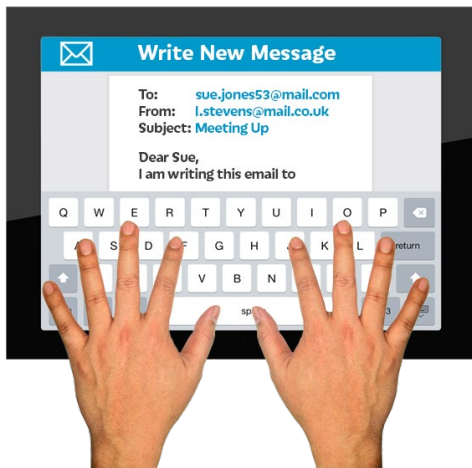 Write New Message
To: sue.jones53@mail.com
From: l.stevens@mail.co.uk
Subject: Meeting Up
Dear Sue,
I am writing this email to
Q W E R T Y U I O P
A S D F G H J K L return
V B N
3